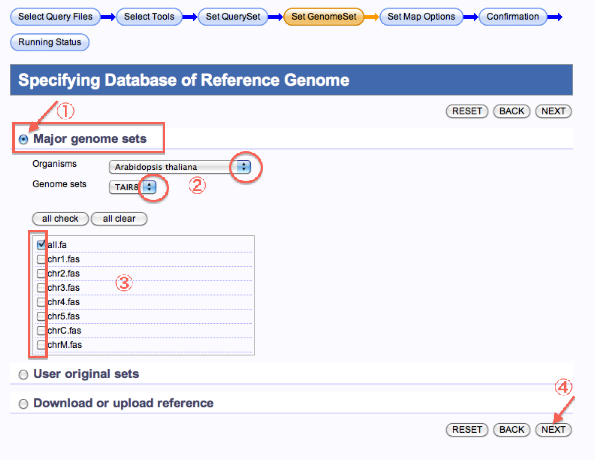 Select Query Files Select Tools Set QuerySet Set GenomeSet Set Map Options Confirmation
Running Status
Specifying Database of Reference Genome
①
RESET BACK NEXT
Major genome sets
Organisms Arabidopsis thaliana
②
Genome sets TAIR8
all check all clear
all.fa
chr1.fas
chr2.fas
③
chr3.fas
chr4.fas
chr5.fas
chrC.fas
chrM.fas
User original sets
④
Download or upload reference
RESET BACK NEXT